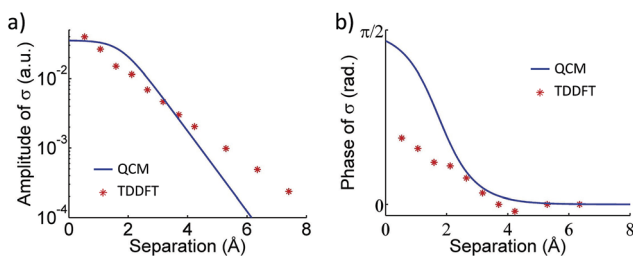 a)
Amplitude of σ (a.u.)
10⁻²
10⁻³
10⁻⁴
QCM
TDDFT
0 2 4 6 8
Separation (Å)
b)
Phase of σ (rad.)
π/2
0
QCM
TDDFT
0 2 4 6 8
Separation (Å)